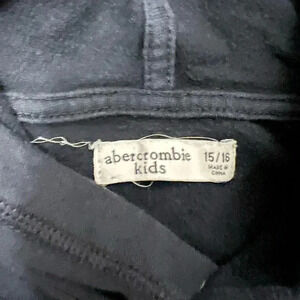 abercrombie
kids
15/16
MADE IN
CHINA